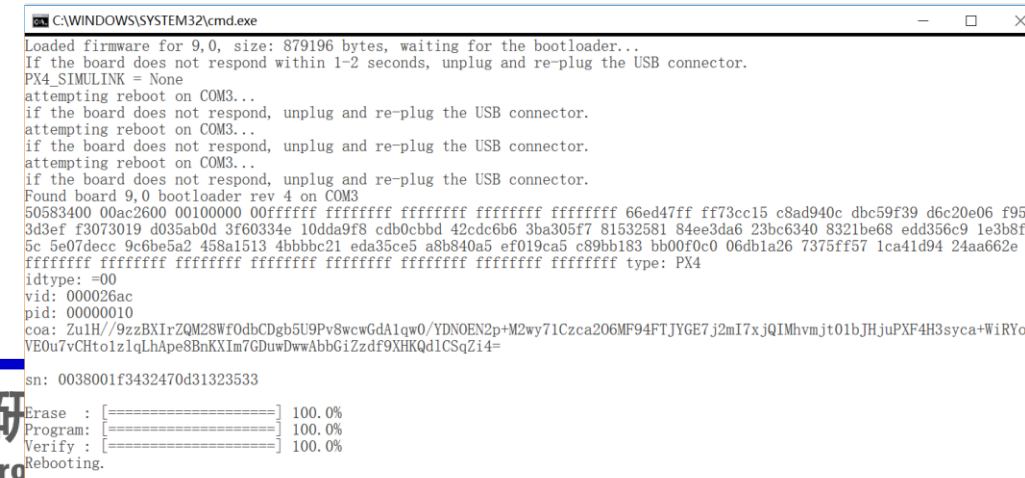 C:\WINDOWS\SYSTEM32\cmd.exe
Loaded firmware for 9,0, size: 879196 bytes, waiting for the bootloader...
If the board does not respond within 1-2 seconds, unplug and re-plug the USB connector.
PX4_SIMULINK = None
attempting reboot on COM3...
if the board does not respond, unplug and re-plug the USB connector.
attempting reboot on COM3...
if the board does not respond, unplug and re-plug the USB connector.
attempting reboot on COM3...
if the board does not respond, unplug and re-plug the USB connector.
Found board 9,0 bootloader rev 4 on COM3
50583400 00ac2600 00100000 00ffffff ffffffff ffffffff ffffffff ffffffff 66ed47ff ff73cc15 c8ad940c dbc59f39 d6c20e06 f95
3d3ef f3073019 d035ab0d 3f60334e 10dda9f8 cdb0cbbd 42cdc6b6 3ba305f7 81532581 84ee3da6 23bc6340 8321be68 edd356c9 1e3b8f
5c 5e07decc 9c6be5a2 458a1513 4bbbbc21 eda35ce5 a8b840a5 ef019ca5 c89bb183 bb00f0c0 06db1a26 7375ff57 1ca41d94 24aa662e
ffffffff ffffffff ffffffff ffffffff ffffffff ffffffff ffffffff ffffffff type: PX4
idtype: =00
vid: 000026ac
pid: 00000010
coa: Zu1H//9zzBXIrZQM28WfOdbCDgb5U9Pv8wcwGdA1qw0/YDNOEN2p+M2wy71Czca2O6MF94FTJYGE7j2mI7xjQIMhvmjt01bJHjuPXF4H3syca+WiRYo
VE0u7vCHto1zlqLhApe8BnKXIm7GDuwDwwAbbGiZzdf9XHKQdlCSqZi4=
sn: 0038001f3432470d31323533
Erase : [====================] 100.0%
Program: [====================] 100.0%
Verify : [====================] 100.0%
Rebooting.
研
ro